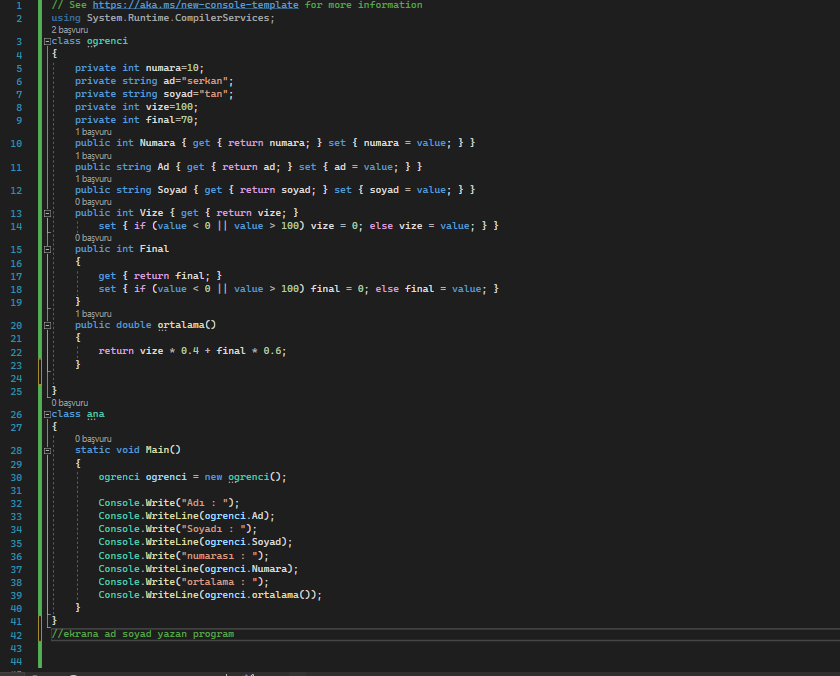 1 // See https://aka.ms/new-console-template for more information
2 using System.Runtime.CompilerServices;
2 başvuru
3 class ogrenci
4 {
5 private int numara=10;
6 private string ad="serkan";
7 private string soyad="tan";
8 private int vize=100;
9 private int final=70;
1 başvuru
10 public int Numara { get { return numara; } set { numara = value; } }
1 başvuru
11 public string Ad { get { return ad; } set { ad = value; } }
1 başvuru
12 public string Soyad { get { return soyad; } set { soyad = value; } }
0 başvuru
13 public int Vize { get { return vize; }
14 set { if (value < 0 || value > 100) vize = 0; else vize = value; } }
0 başvuru
15 public int Final
16 {
17 get { return final; }
18 set { if (value < 0 || value > 100) final = 0; else final = value; }
19 }
1 başvuru
20 public double ortalama()
21 {
22 return vize * 0.4 + final * 0.6;
23 }
24
25 }
0 başvuru
26 class ana
27 {
0 başvuru
28 static void Main()
29 {
30 ogrenci ogrenci = new ogrenci();
31
32 Console.Write("Adı : ");
33 Console.WriteLine(ogrenci.Ad);
34 Console.Write("Soyadı : ");
35 Console.WriteLine(ogrenci.Soyad);
36 Console.Write("numarası : ");
37 Console.WriteLine(ogrenci.Numara);
38 Console.Write("ortalama : ");
39 Console.WriteLine(ogrenci.ortalama());
40 }
41 }
42 //ekrana ad soyad yazan program
43
44